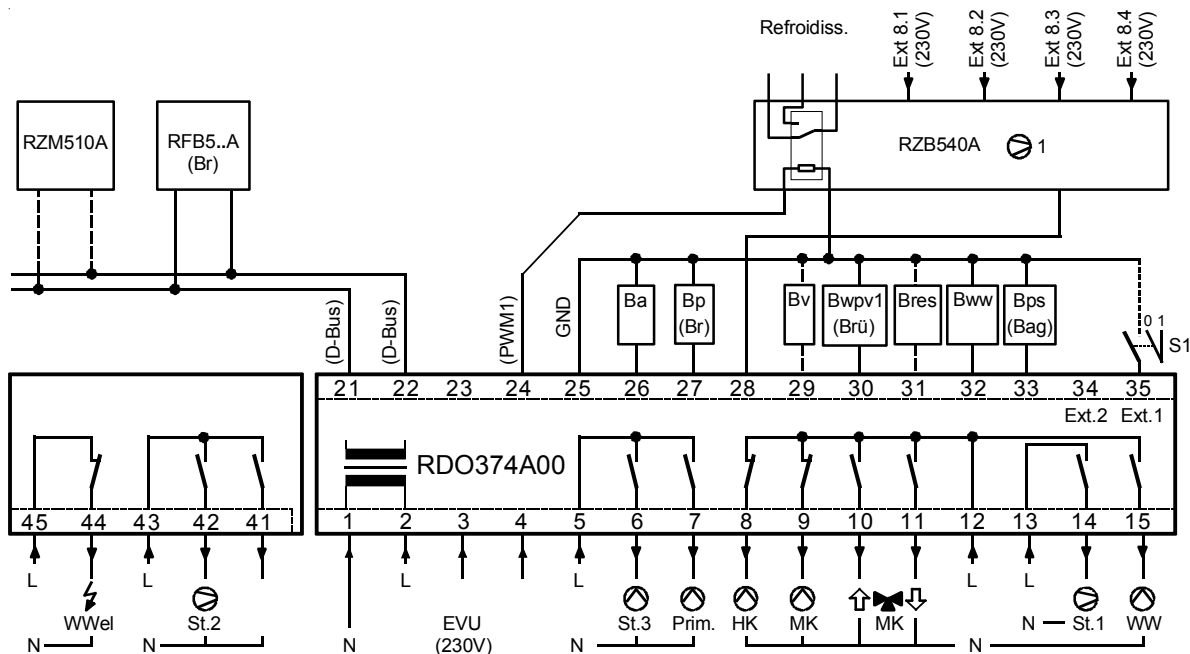 Refroidiss.
Ext 8.1 (230V)
Ext 8.2 (230V)
Ext 8.3 (230V)
Ext 8.4 (230V)
RZM510A
RFB5..A
(Br)
RZB540A 1
(D-Bus)
(D-Bus)
(PWM1)
GND
Ba
Bp
(Br)
Bv
Bwpv1
(Brü)
Bres
Bww
Bps
(Bag)
0 1
S1
21 22 23 24 25 26 27 28 29 30 31 32 33 34 35
Ext.2 Ext.1
RDO374A00
45 44 43 42 41
1 2 3 4 5 6 7 8 9 10 11 12 13 14 15
L L L L L L
WWel St.2 EVU St.3 Prim. HK MK MK St.1 WW
N N N (230V) N N N